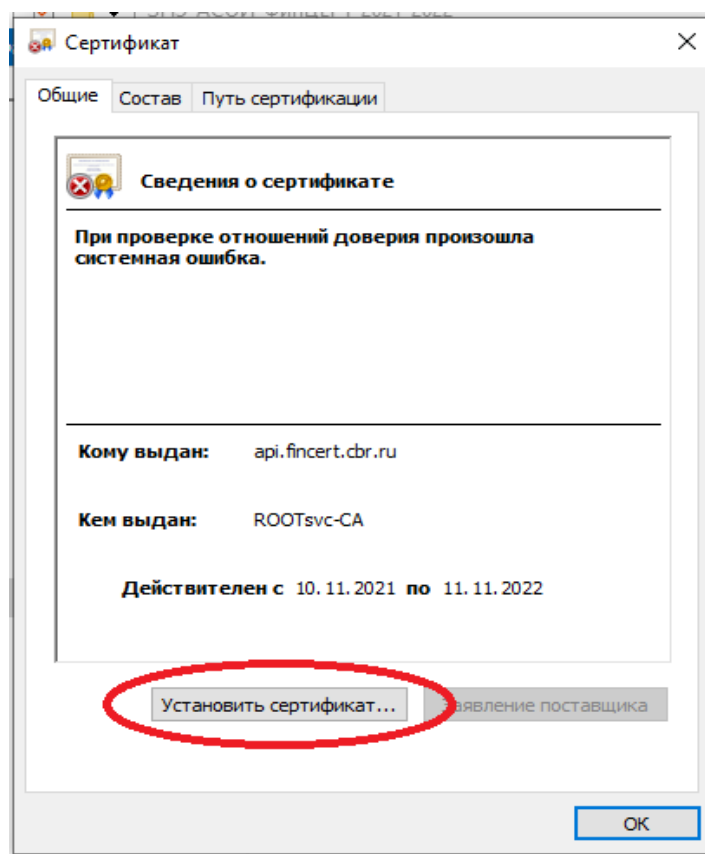 Сертификат
Общие Состав Путь сертификации
Сведения о сертификате
При проверке отношений доверия произошла
системная ошибка.
Кому выдан: api.fincert.cbr.ru
Кем выдан: ROOTsvc-CA
Действителен с 10.11.2021 по 11.11.2022
Установить сертификат... поставщика
OK